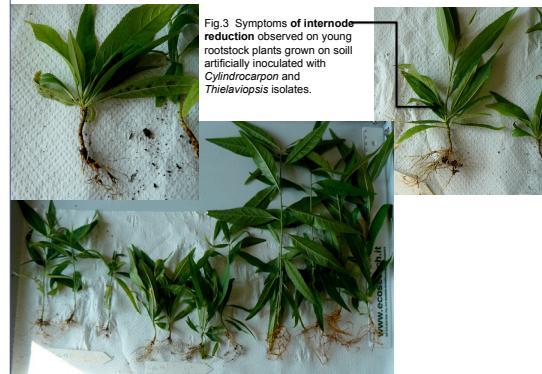 Fig.3 Symptoms of internode
reduction observed on young
rootstock plants grown on soill
artificially inoculated with
Cylindrocarpon and
Thielaviopsis isolates.
www.ecosearch.it